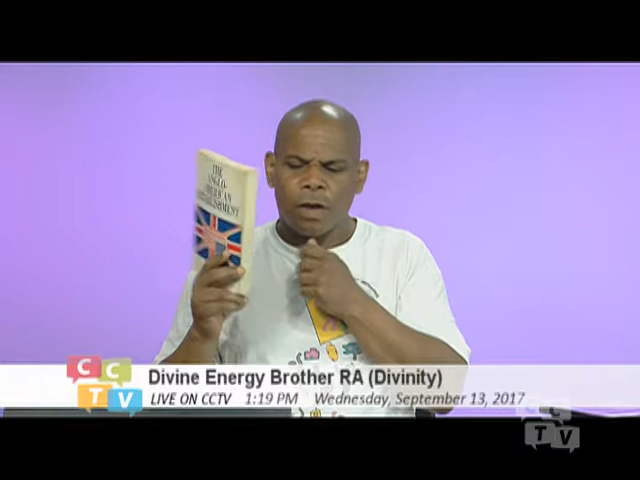 THE
ANGLO
AMERICAN
ESTABLISHMENT
C C
T V
Divine Energy Brother RA (Divinity)
LIVE ON CCTV 1:19 PM Wednesday, September 13, 2017
C C
T V